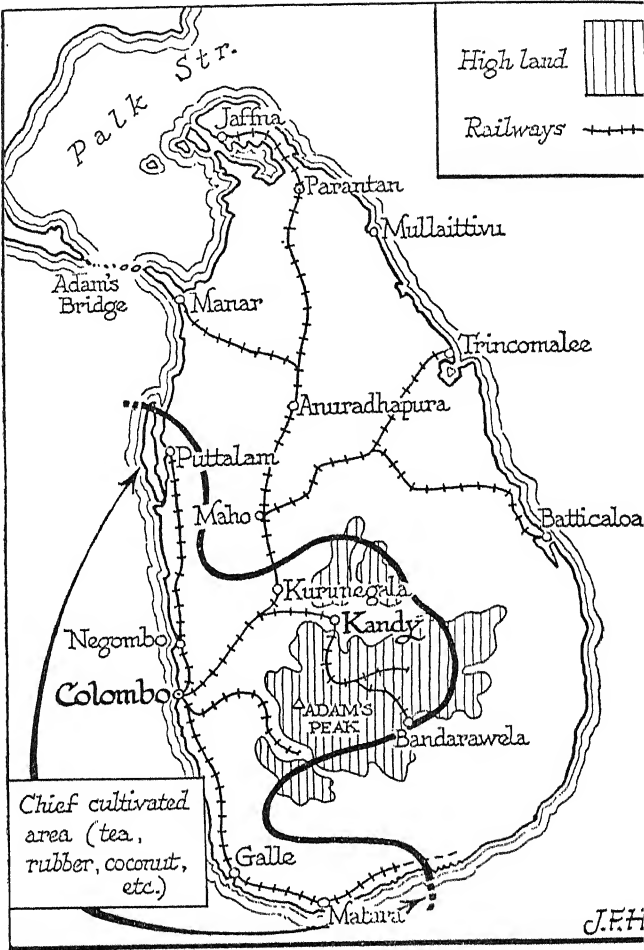 Palk Str.
High land
Railways
Jaffna
Parantan
Mullaittivu
Adam's
Bridge
Manar
Trincomalee
Anuradhapura
Puttalam
Maho
Batticaloa
Kurunegala
Kandy
Negombo
Colombo
ADAM'S
PEAK
Bandarawela
Chief cultivated
area (tea,
rubber, coconut,
etc.)
Galle
Matura
J.F.H